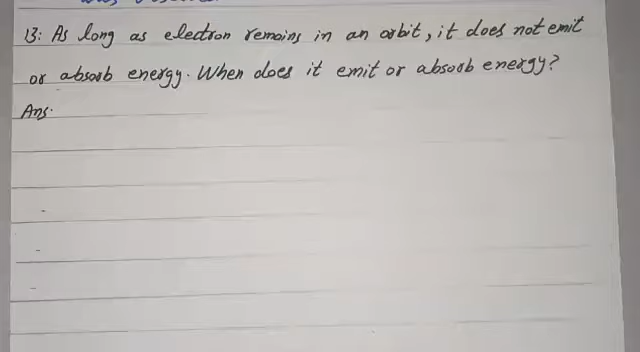 13: As long as electron remains in an orbit, it does not emit
or absorb energy. When does it emit or absorb energy?
Ans.